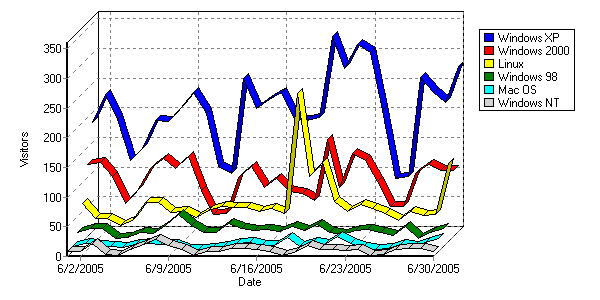 350
300
250
200
150
100
50
0
Visitors
6/2/2005 6/9/2005 6/16/2005 6/23/2005 6/30/2005
Date
Windows XP
Windows 2000
Linux
Windows 98
Mac OS
Windows NT